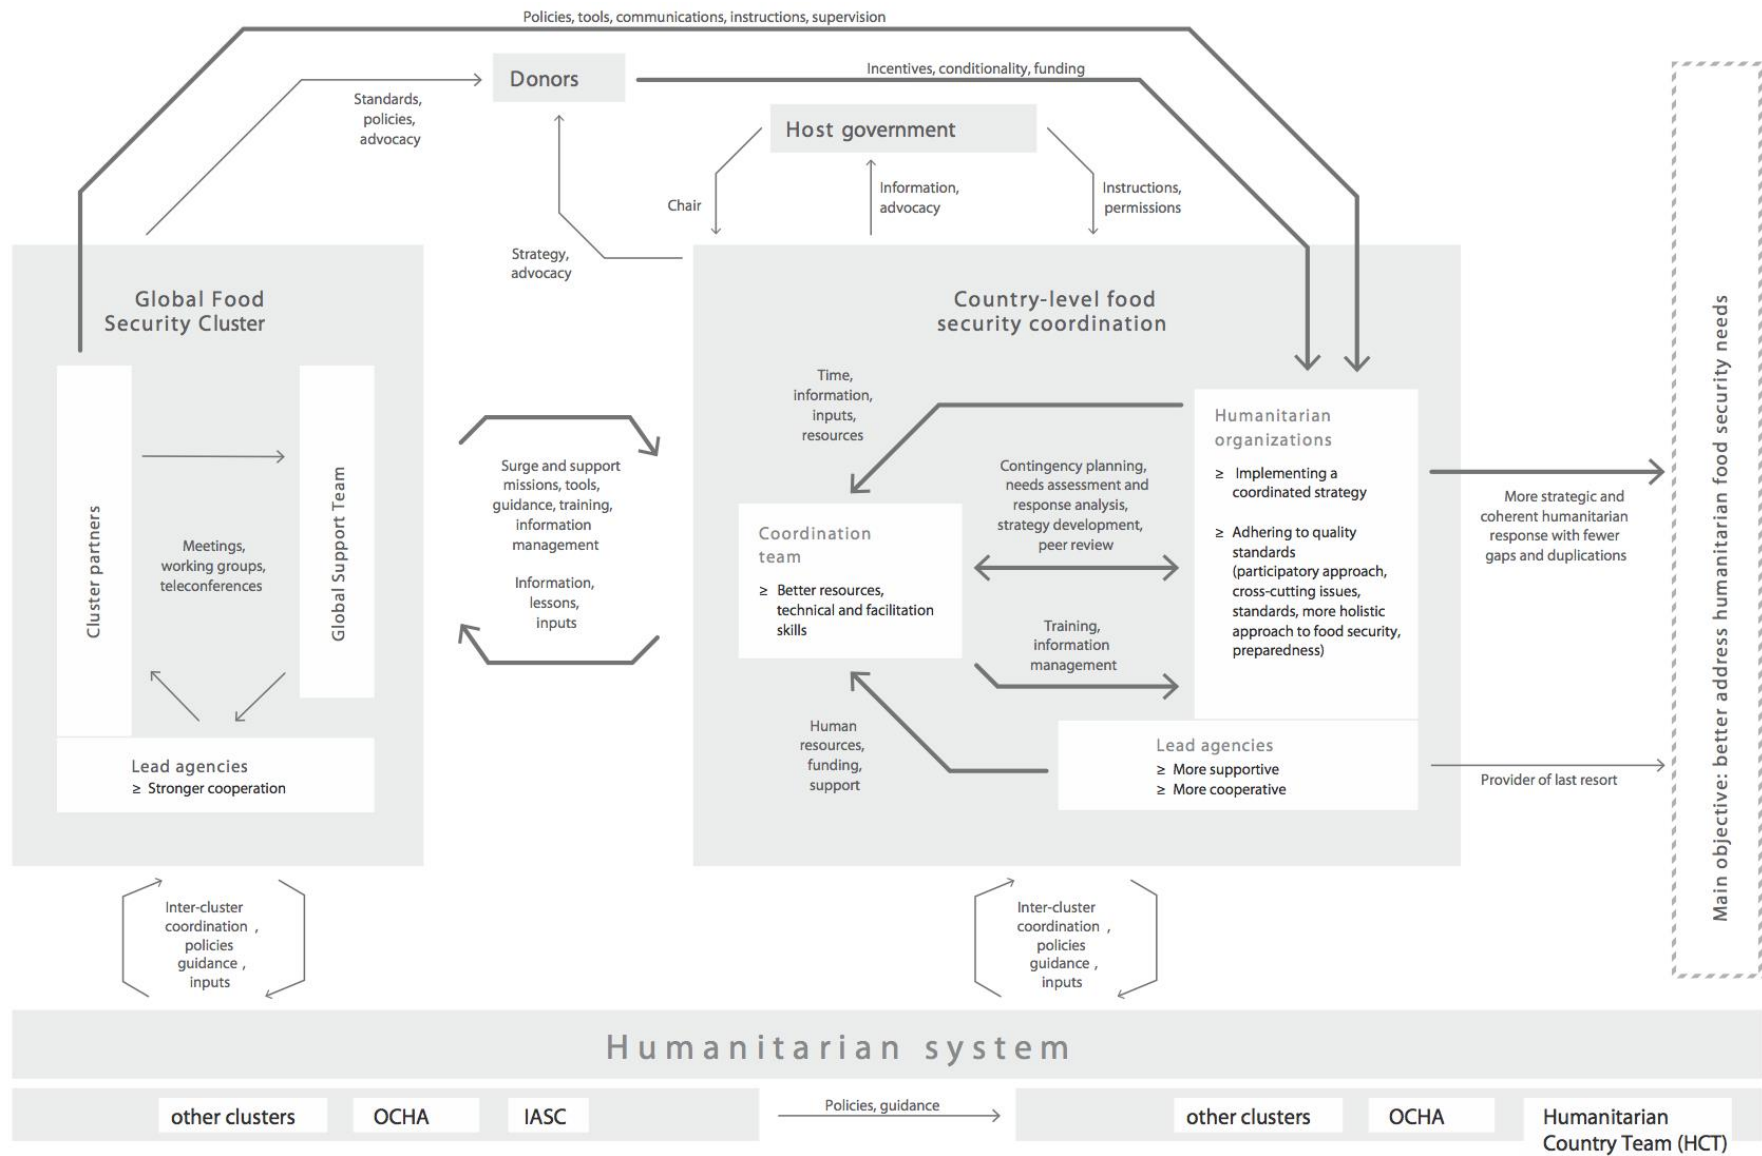 Policies, tools, communications, instructions, supervision
Donors
Incentives, conditionality, funding
Standards,
policies,
advocacy
Host government
Chair
Information,
advocacy
Instructions,
permissions
Strategy,
advocacy
Global Food
Security Cluster
Cluster partners
Meetings,
working groups,
teleconferences
Global Support Team
Lead agencies
≥ Stronger cooperation
Surge and support
missions, tools,
guidance, training,
information
management
Information,
lessons,
inputs
Country-level food
security coordination
Time,
information,
inputs,
resources
Coordination
team
≥ Better resources,
technical and facilitation
skills
Contingency planning,
needs assessment and
response analysis,
strategy development,
peer review
Training,
information
management
Human
resources,
funding,
support
Humanitarian
organizations
≥ Implementing a
coordinated strategy
≥ Adhering to quality
standards
(participatory approach,
cross-cutting issues,
standards, more holistic
approach to food security,
preparedness)
Lead agencies
≥ More supportive
≥ More cooperative
More strategic and
coherent humanitarian
response with fewer
gaps and duplications
Provider of last resort
Main objective: better address humanitarian food security needs
Inter-cluster
coordination ,
policies
guidance ,
inputs
Inter-cluster
coordination ,
policies
guidance ,
inputs
Humanitarian system
other clusters
OCHA
IASC
Policies, guidance
other clusters
OCHA
Humanitarian
Country Team (HCT)